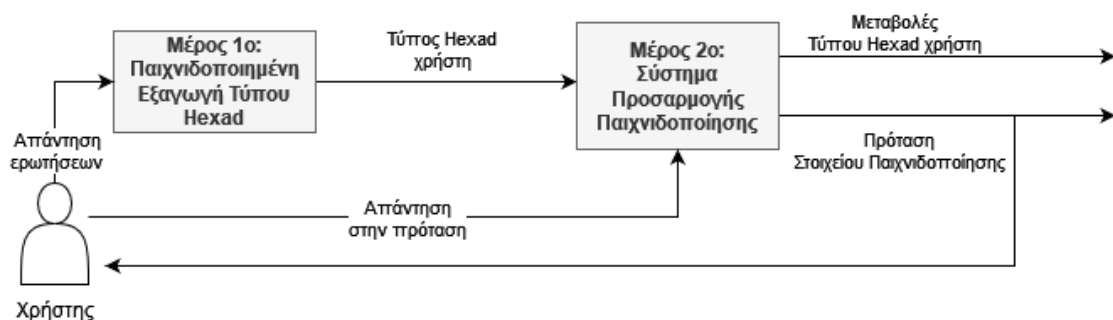 Μέρος 1ο:
Παιχνιδοποιημένη
Εξαγωγή Τύπου
Hexad
Τύπος Hexad
χρήστη
Μέρος 2ο:
Σύστημα
Προσαρμογής
Παιχνιδοποίησης
Μεταβολές
Τύπου Hexad χρήστη
Πρόταση
Στοιχείου Παιχνιδοποίησης
Απάντηση
ερωτήσεων
Απάντηση
στην πρόταση
Χρήστης